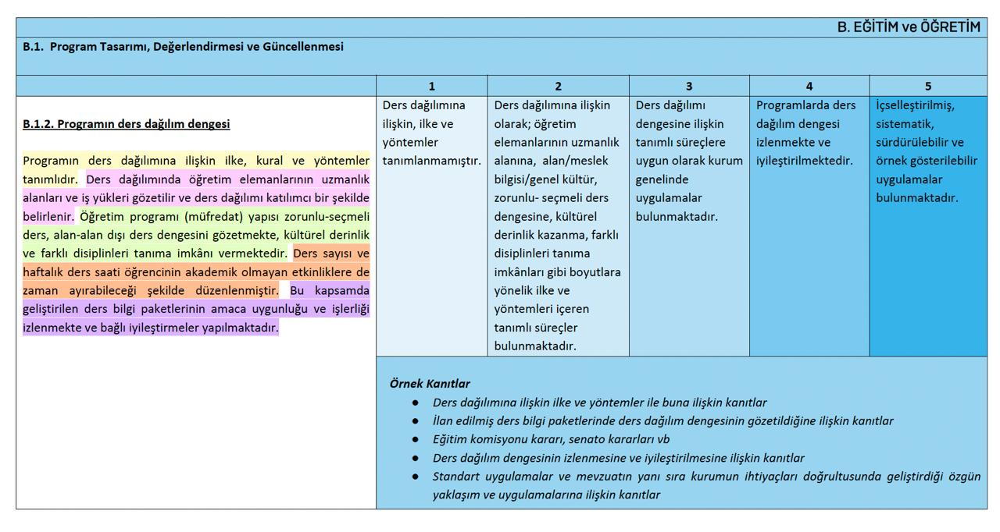 B. EĞİTİM ve ÖĞRETİM
B.1. Program Tasarımı, Değerlendirmesi ve Güncellenmesi
1
2
3
4
5
B.1.2. Programın ders dağılım dengesi
Programın ders dağılımına ilişkin ilke, kural ve yöntemler
tanımlıdır. Ders dağılımında öğretim elemanlarının uzmanlık
alanları ve iş yükleri gözetilir ve ders dağılımı katılımcı bir şekilde
belirlenir. Öğretim programı (müfredat) yapısı zorunlu-seçmeli
ders, alan-alan dışı ders dengesini gözetmekte, kültürel derinlik
ve farklı disiplinleri tanıma imkânı vermektedir. Ders sayısı ve
haftalık ders saati öğrencinin akademik olmayan etkinliklere de
zaman ayırabileceği şekilde düzenlenmiştir. Bu kapsamda
geliştirilen ders bilgi paketlerinin amaca uygunluğu ve işlerliği
izlenmekte ve bağlı iyileştirmeler yapılmaktadır.
Ders dağılımına
ilişkin, ilke ve
yöntemler
tanımlanmamıştır.
Ders dağılımına ilişkin
olarak; öğretim
elemanlarının uzmanlık
alanına, alan/meslek
bilgisi/genel kültür,
zorunlu- seçmeli ders
dengesine, kültürel
derinlik kazanma, farklı
disiplinleri tanıma
imkânları gibi boyutlara
yönelik ilke ve
yöntemleri içeren
tanımlı süreçler
bulunmaktadır.
Ders dağılımı
dengesine ilişkin
tanımlı süreçlere
uygun olarak kurum
genelinde
uygulamalar
bulunmaktadır.
Programlarda ders
dağılım dengesi
izlenmekte ve
iyileştirilmektedir.
İçselleştirilmiş,
sistematik,
sürdürülebilir ve
örnek gösterilebilir
uygulamalar
bulunmaktadır.
Örnek Kanıtlar
● Ders dağılımına ilişkin ilke ve yöntemler ile buna ilişkin kanıtlar
● İlan edilmiş ders bilgi paketlerinde ders dağılım dengesinin gözetildiğine ilişkin kanıtlar
● Eğitim komisyonu kararı, senato kararları vb
● Ders dağılım dengesinin izlenmesine ve iyileştirilmesine ilişkin kanıtlar
● Standart uygulamalar ve mevzuatın yanı sıra kurumun ihtiyaçları doğrultusunda geliştirdiği özgün
yaklaşım ve uygulamalarına ilişkin kanıtlar